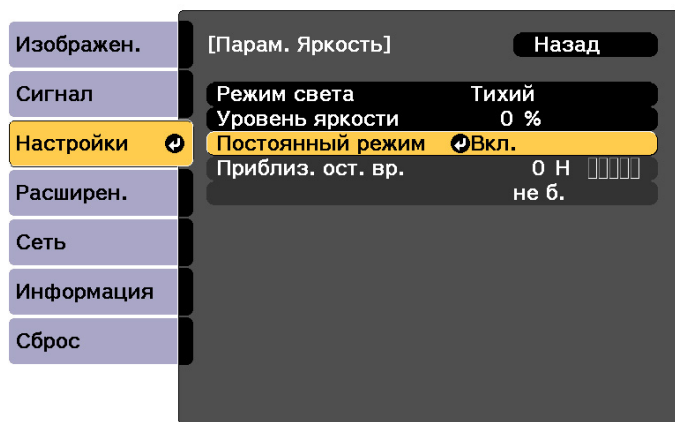 Изображен.
Сигнал
Настройки
Расширен.
Сеть
Информация
Сброс
[Парам. Яркость] Назад
Режим света Тихий
Уровень яркости 0 %
Постоянный режим Вкл.
Приблиз. ост. вр. 0 H
не б.